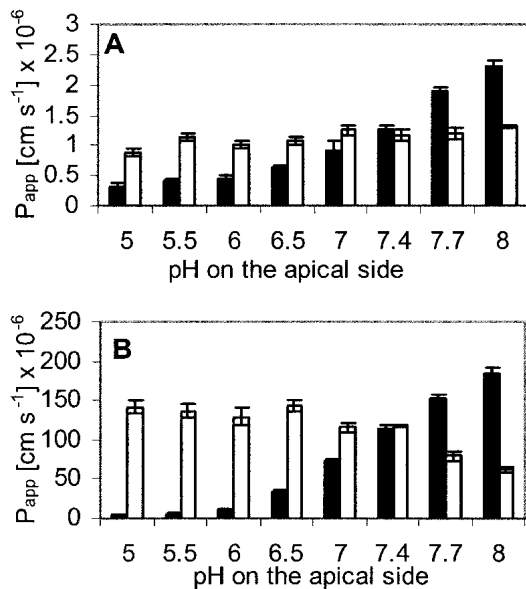 A
P_app [cm s⁻¹] x 10⁻⁶
3
2.5
2
1.5
1
0.5
0
5 5.5 6 6.5 7 7.4 7.7 8
pH on the apical side
B
P_app [cm s⁻¹] x 10⁻⁶
250
200
150
100
50
0
5 5.5 6 6.5 7 7.4 7.7 8
pH on the apical side